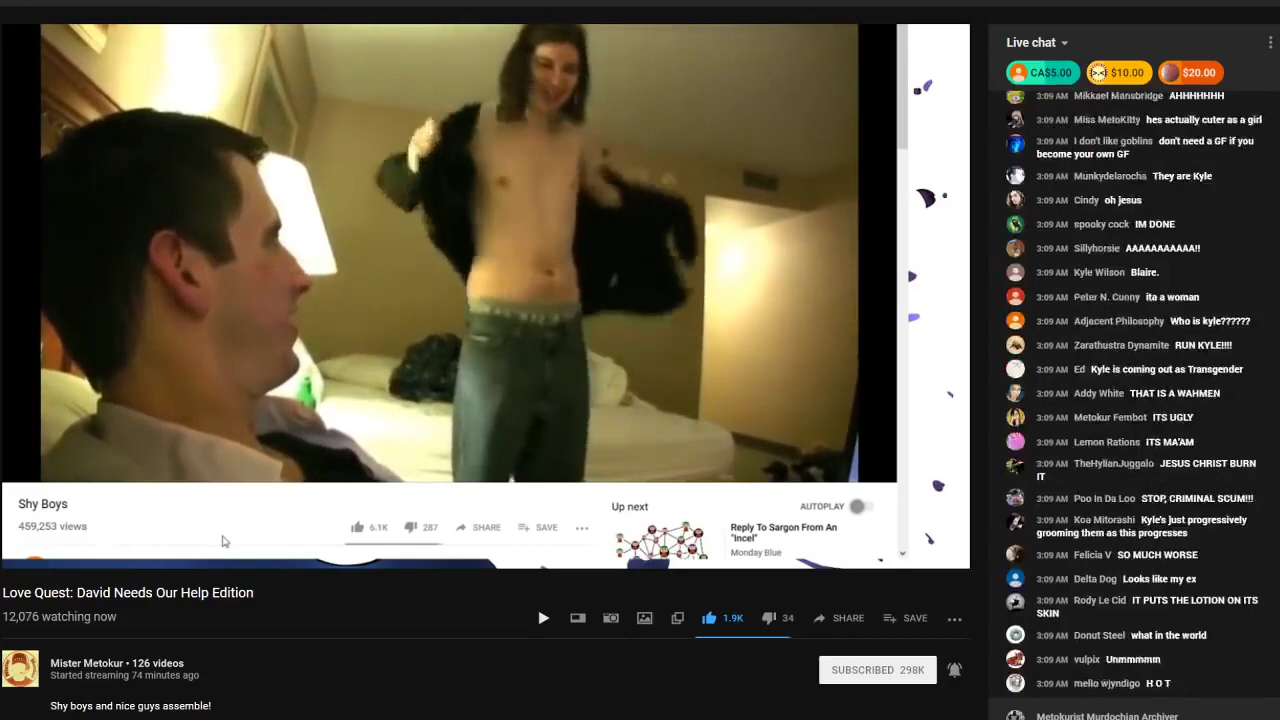 Shy Boys
459,253 views
6.1K
287
SHARE
SAVE
Up next
AUTOPLAY
Reply To Sargon From An
"Incel"
Monday Blue
Love Quest: David Needs Our Help Edition
12,076 watching now
1.9K
34
SHARE
SAVE
Mister Metokur • 126 videos
Started streaming 74 minutes ago
SUBSCRIBED 298K
Shy boys and nice guys assemble!
Live chat
CA$5.00
$10.00
$20.00
3:09 AM Mikkael Mansbridge AHHHHHHH
3:09 AM Miss MetoKitty hes actually cuter as a girl
3:09 AM I don't like goblins don't need a GF if you
become your own GF
3:09 AM Munkydelarocha They are Kyle
3:09 AM Cindy oh jesus
3:09 AM spooky cock IM DONE
3:09 AM Sillyhorsie AAAAAAAAAAA!!
3:09 AM Kyle Wilson Blaire.
3:09 AM Peter N. Cunny ita a woman
3:09 AM Adjacent Philosophy Who is kyle??????
3:09 AM Zarathustra Dynamite RUN KYLE!!!!
3:09 AM Ed Kyle is coming out as Transgender
3:09 AM Addy White THAT IS A WAHMEN
3:09 AM Metokur Fembot ITS UGLY
3:09 AM Lemon Rations ITS MA'AM
3:09 AM TheHylianJuggalo JESUS CHRIST BURN
IT
3:09 AM Poo In Da Loo STOP, CRIMINAL SCUM!!!
3:09 AM Koa Mitorashi Kyle's just progressively
grooming them as this progresses
3:09 AM Felicia V SO MUCH WORSE
3:09 AM Delta Dog Looks like my ex
3:09 AM Rody Le Cid IT PUTS THE LOTION ON ITS
SKIN
3:09 AM Donut Steel what in the world
3:09 AM vulpix Unmmmmm
3:09 AM mello wjyndigo H O T
Metokurist Murdochian Archiver